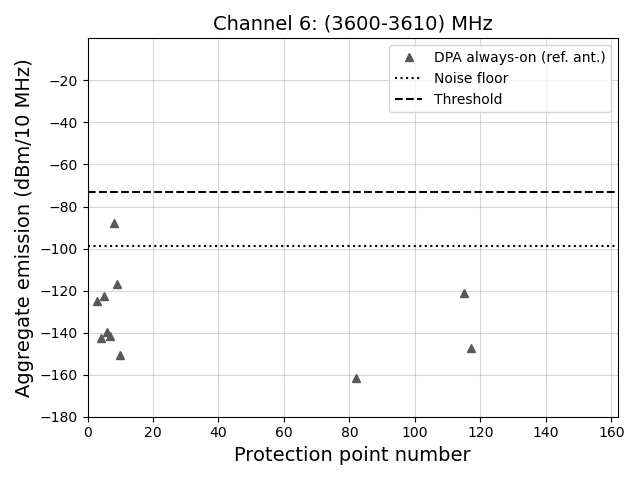 Channel 6: (3600-3610) MHz
DPA always-on (ref. ant.)
Noise floor
Threshold
Aggregate emission (dBm/10 MHz)
−20
−40
−60
−80
−100
−120
−140
−160
−180
0 20 40 60 80 100 120 140 160
Protection point number